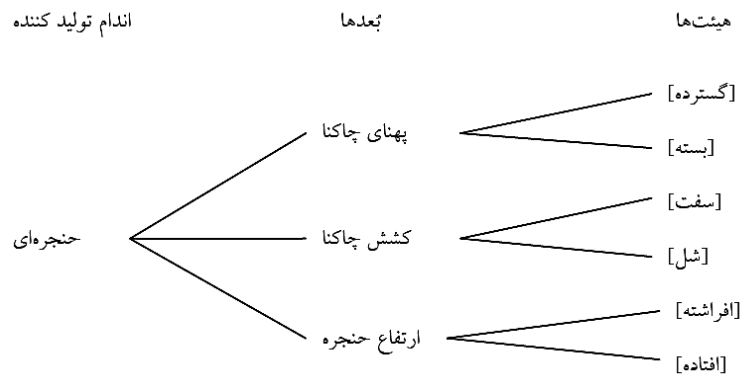 اندام تولید کننده
بُعدها
هیئت‌ها
[گسترده]
پهنای چاکنا
[بسته]
[سفت]
حنجره‌ای
کشش چاکنا
[شل]
[افراشته]
ارتفاع حنجره
[افتاده]